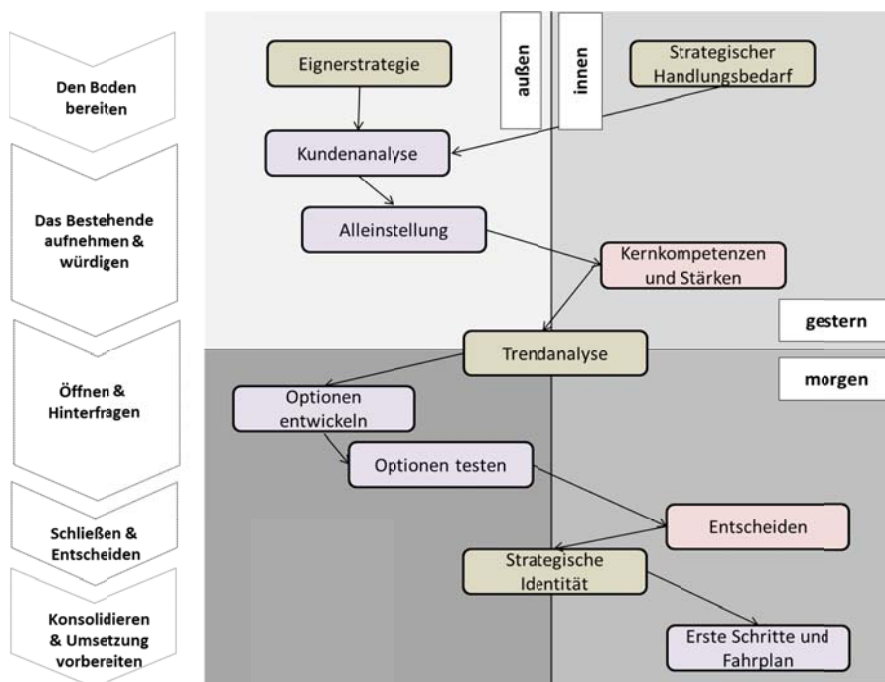 Den Boden
bereiten
Das Bestehende
aufnehmen &
würdigen
Öffnen &
Hinterfragen
Schließen &
Entscheiden
Konsolidieren
& Umsetzung
vorbereiten
außen
innen
Eignerstrategie
Strategischer
Handlungsbedarf
Kundenanalyse
Alleinstellung
Kernkompetenzen
und Stärken
gestern
Trendanalyse
morgen
Optionen
entwickeln
Optionen testen
Entscheiden
Strategische
Identität
Erste Schritte und
Fahrplan